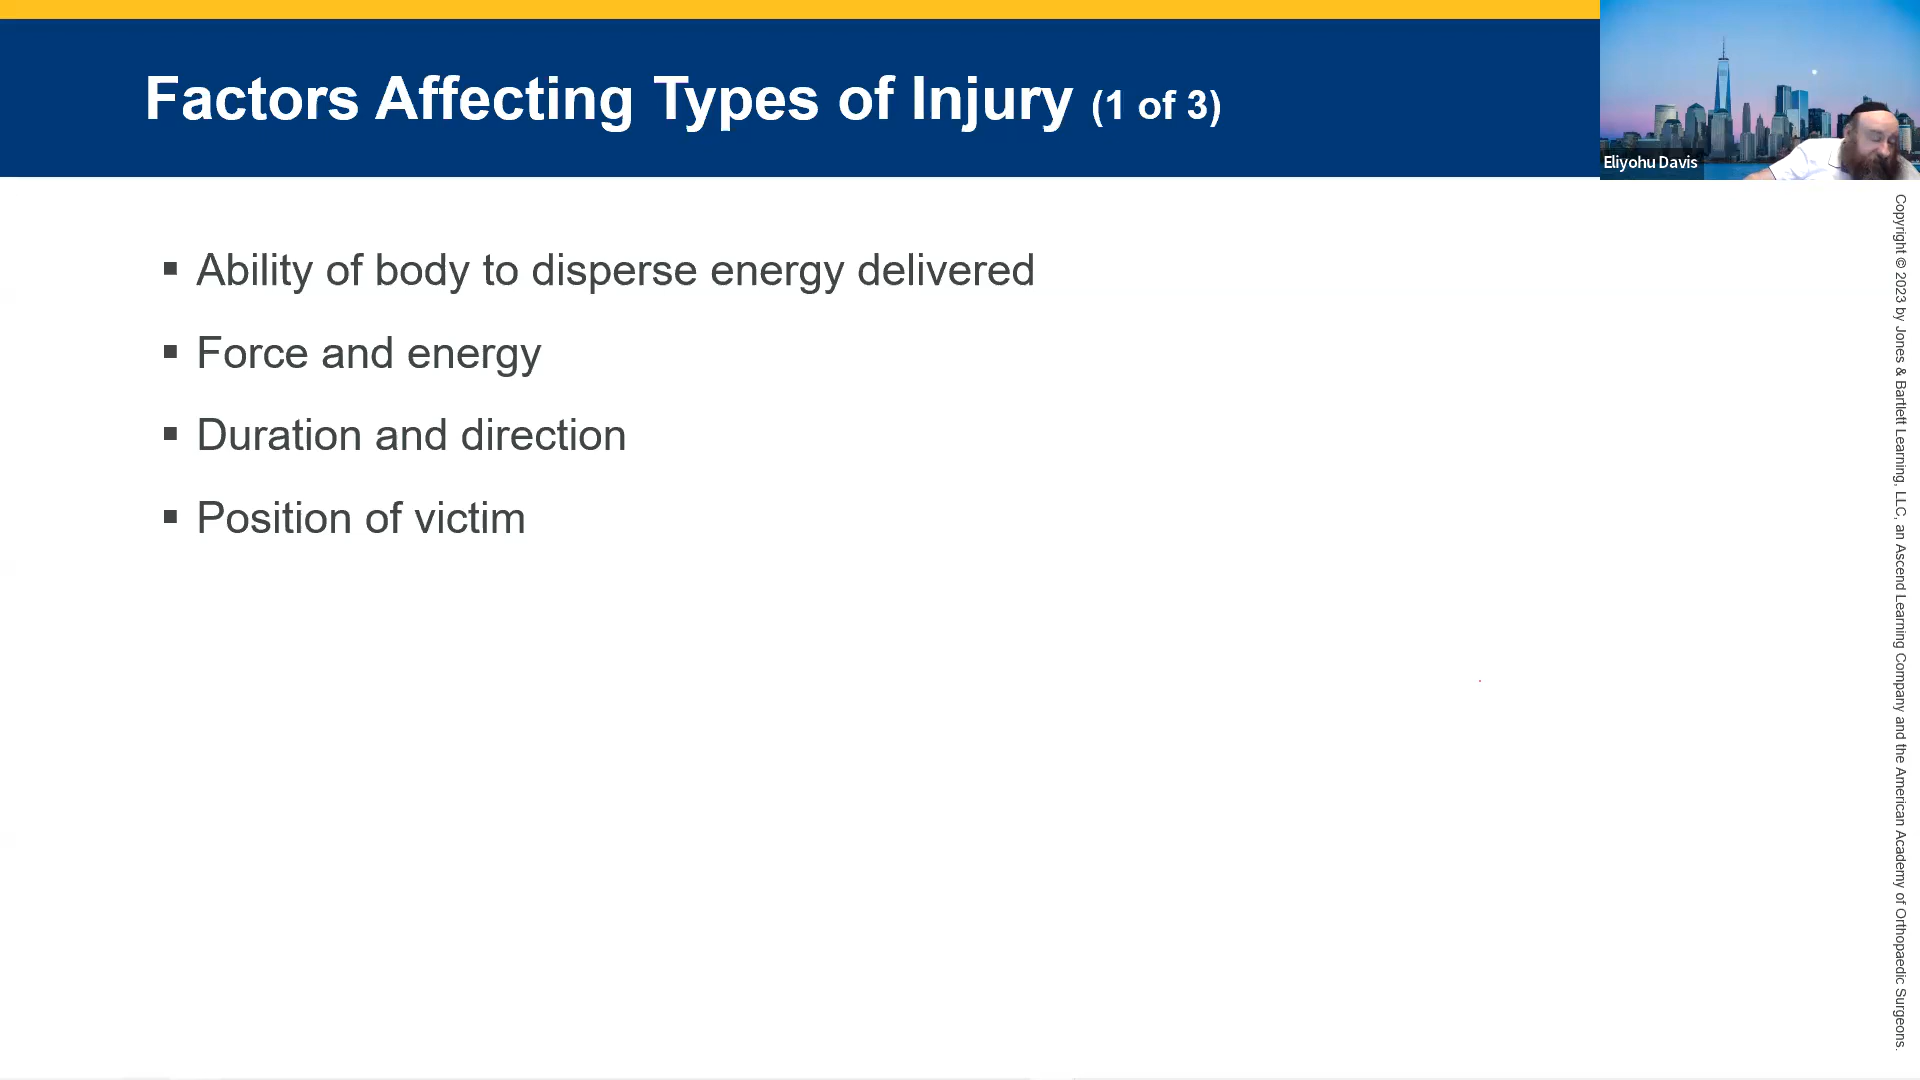 Factors Affecting Types of Injury (1 of 3)
Eliyohu Davis
▪ Ability of body to disperse energy delivered
▪ Force and energy
▪ Duration and direction
▪ Position of victim
Copyright © 2023 by Jones & Bartlett Learning, LLC, an Ascend Learning Company and the American Academy of Orthopaedic Surgeons.